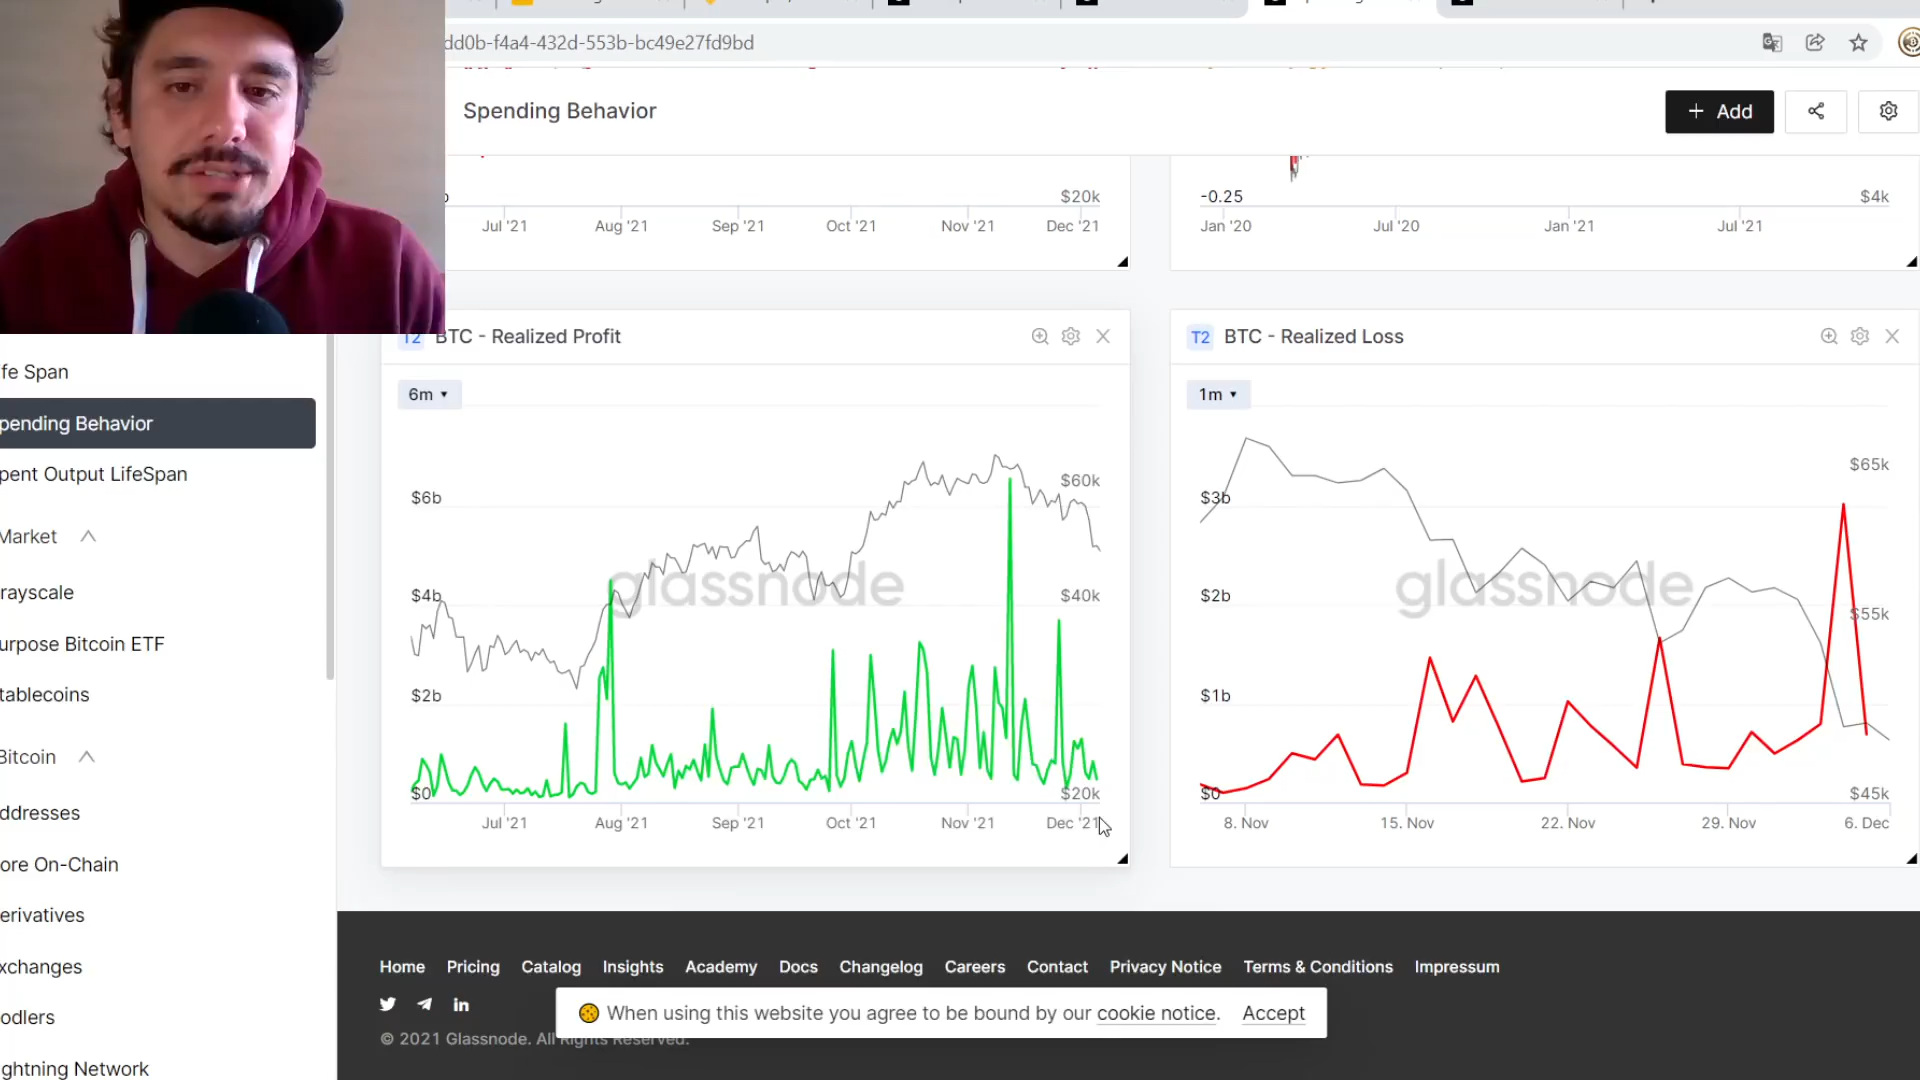 dd0b-f4a4-432d-553b-bc49e27fd9bd
Spending Behavior
+ Add
$20k
Jul '21 Aug '21 Sep '21 Oct '21 Nov '21 Dec '21
-0.25 $4k
Jan '20 Jul '20 Jan '21 Jul '21
T2 BTC - Realized Profit
6m
$6b $60k
$4b $40k
$2b
$0 $20k
glassnode
Jul '21 Aug '21 Sep '21 Oct '21 Nov '21 Dec '21
T2 BTC - Realized Loss
1m
$65k
$3b
$2b
$55k
$1b
$0 $45k
glassnode
8. Nov 15. Nov 22. Nov 29. Nov 6. Dec
fe Span
pending Behavior
pent Output LifeSpan
Market
rayscale
urpose Bitcoin ETF
tablecoins
Bitcoin
ddresses
ore On-Chain
erivatives
xchanges
odlers
ghtning Network
Home Pricing Catalog Insights Academy Docs Changelog Careers Contact Privacy Notice Terms & Conditions Impressum
When using this website you agree to be bound by our cookie notice. Accept
© 2021 Glassnode. All Rights Reserved.